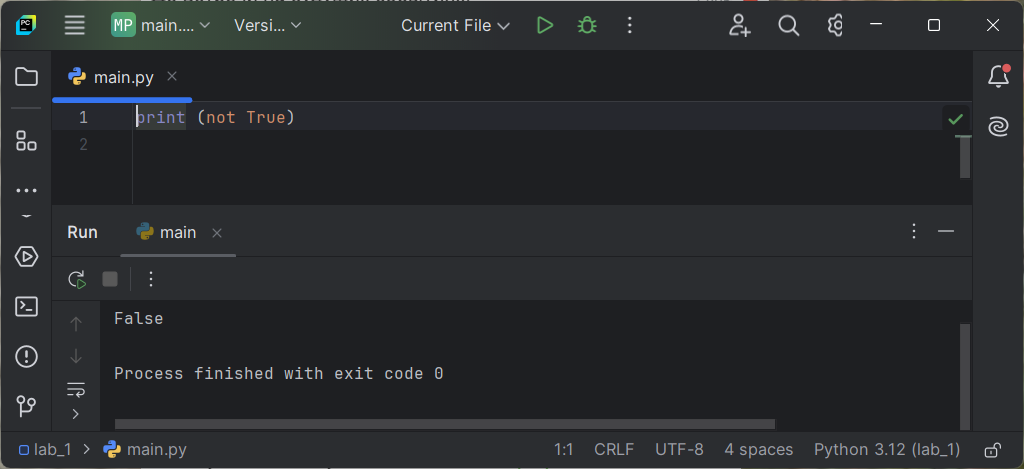 PC
MP main.... Versi... Current File
main.py
1 print (not True)
2
Run main
False
Process finished with exit code 0
lab_1 > main.py 1:1 CRLF UTF-8 4 spaces Python 3.12 (lab_1)